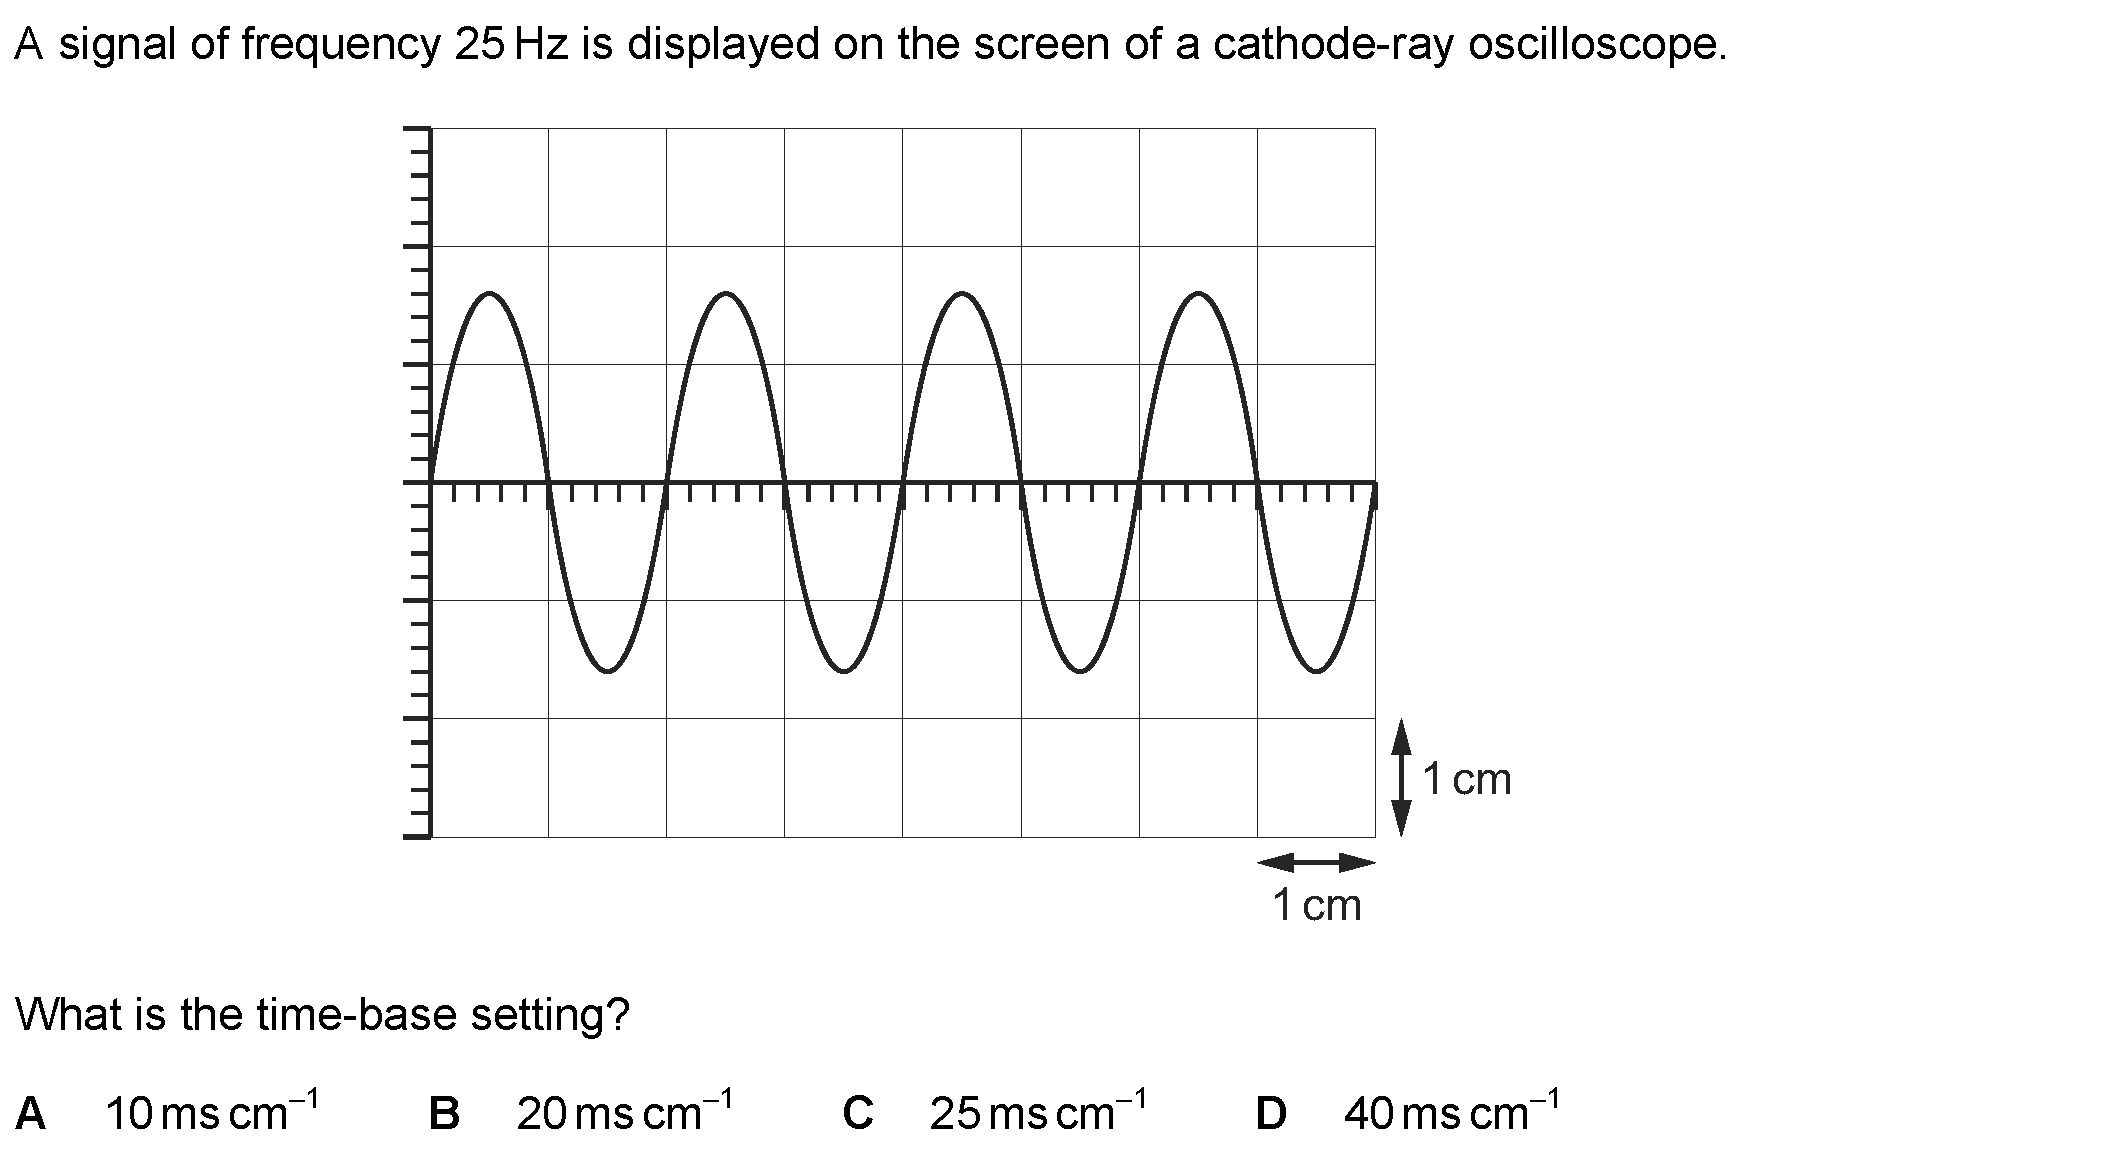 A signal of frequency 25 Hz is displayed on the screen of a cathode-ray oscilloscope.
1 cm
1 cm
What is the time-base setting?
A 10 ms cm⁻¹ B 20 ms cm⁻¹ C 25 ms cm⁻¹ D 40 ms cm⁻¹